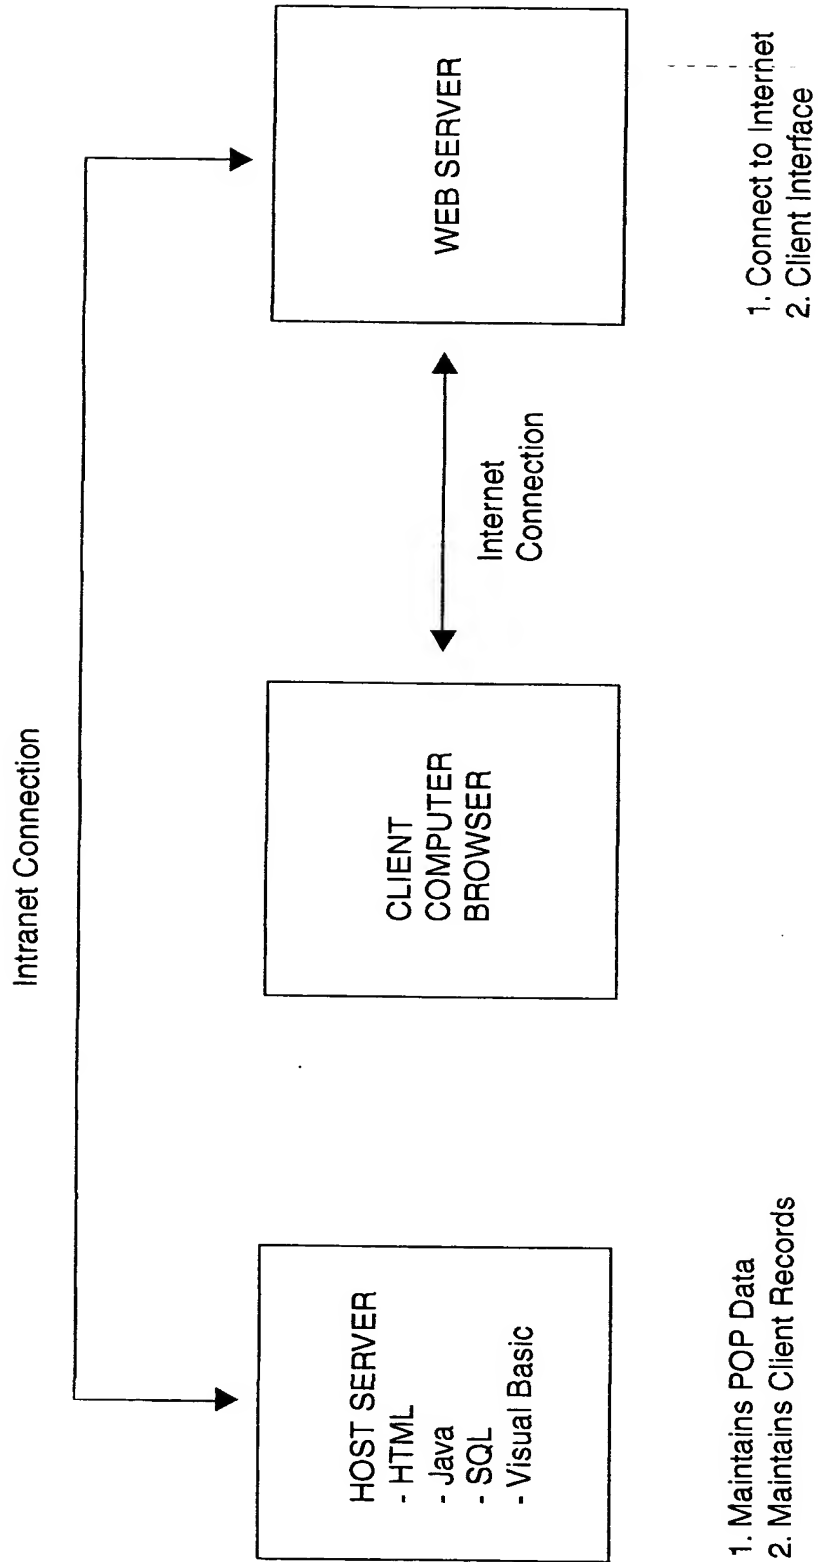 Intranet Connection
HOST SERVER
- HTML
- Java
- SQL
- Visual Basic
CLIENT
COMPUTER
BROWSER
Internet
Connection
WEB SERVER
1. Maintains POP Data
2. Maintains Client Records
1. Connect to Internet
2. Client Interface